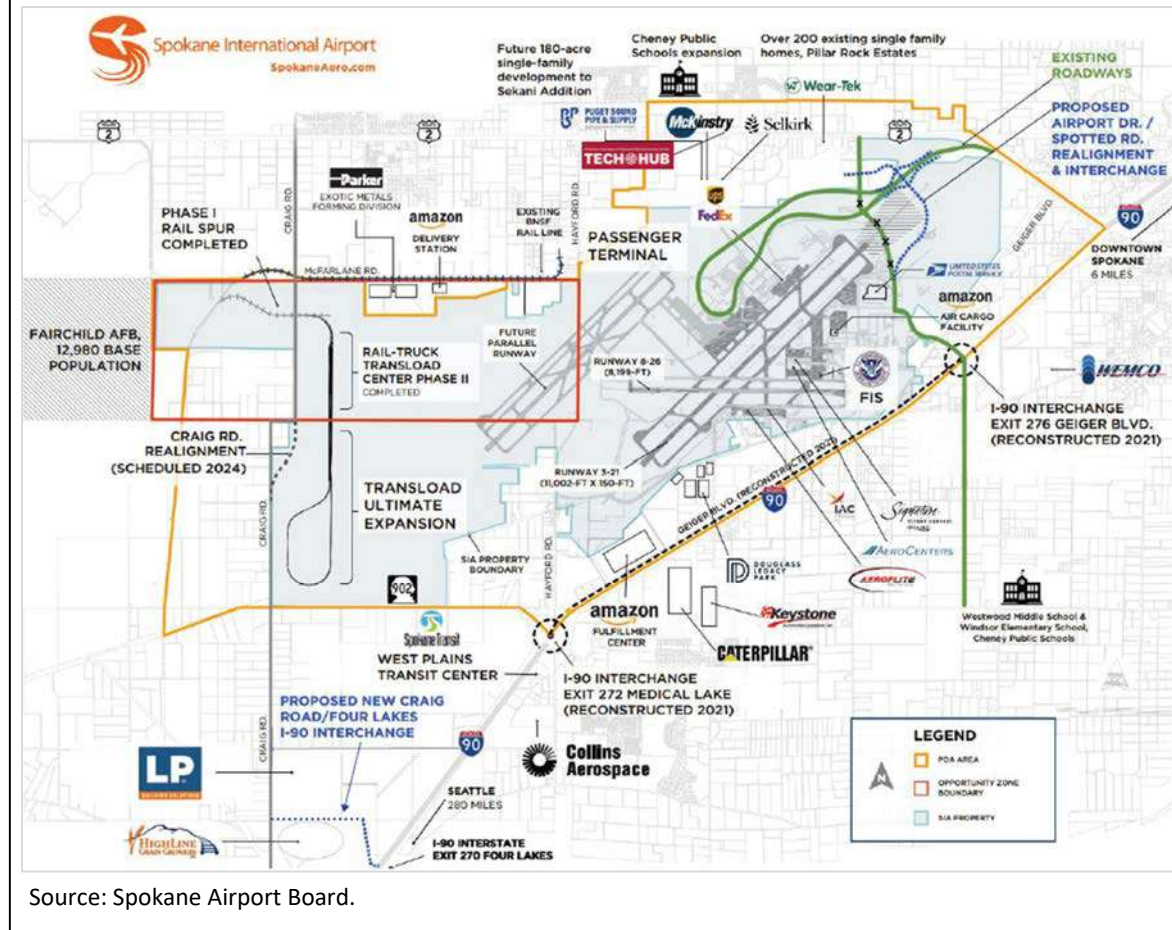 Spokane International Airport
SpokaneAero.com
Future 180-acre
single-family
development to
Sekani Addition
Cheney Public
Schools expansion
Over 200 existing single family
homes, Pillar Rock Estates
Wear-Tek
EXISTING
ROADWAYS
PROPOSED
AIRPORT DR. /
SPOTTED RD.
REALIGNMENT
& INTERCHANGE
2
2
2
PUGET SOUND
PIPE & SUPPLY
McKinstry
Selkirk
TECH HUB
ups
FedEx
Parker
EXOTIC METALS
FORMING DIVISION
amazon
DELIVERY
STATION
EXISTING
BNSF
RAIL LINE
HAYFORD RD.
CRAIG RD.
PHASE I
RAIL SPUR
COMPLETED
McFARLANE RD.
PASSENGER
TERMINAL
GEIGER BLVD.
90
DOWNTOWN
SPOKANE
6 MILES
UNITED STATES
POSTAL SERVICE
amazon
AIR CARGO
FACILITY
FAIRCHILD AFB,
12,980 BASE
POPULATION
RAIL-TRUCK
TRANSLOAD
CENTER PHASE II
COMPLETED
FUTURE
PARALLEL
RUNWAY
RUNWAY 8-26
(8,199-FT)
FIS
WEMCO
I-90 INTERCHANGE
EXIT 276 GEIGER BLVD.
(RECONSTRUCTED 2021)
CRAIG RD.
REALIGNMENT
(SCHEDULED 2024)
TRANSLOAD
ULTIMATE
EXPANSION
CRAIG RD.
RUNWAY 3-21
(11,002-FT X 150-FT)
GEIGER BLVD. (RECONSTRUCTED 2021)
90
IAC
Signature
AEROCENTERS
AEROFLITE
SIA PROPERTY
BOUNDARY
HAYFORD RD.
DOUGLASS
LEGACY
PARK
902
Spokane Transit
WEST PLAINS
TRANSIT CENTER
amazon
FULFILLMENT
CENTER
Keystone
CATERPILLAR
Westwood Middle School &
Windsor Elementary School,
Cheney Public Schools
I-90 INTERCHANGE
EXIT 272 MEDICAL LAKE
(RECONSTRUCTED 2021)
PROPOSED NEW CRAIG
ROAD/FOUR LAKES
I-90 INTERCHANGE
CRAIG RD.
90
Collins
Aerospace
LP
SEATTLE
280 MILES
HIGHLINE
GRAIN GROWERS
I-90 INTERSTATE
EXIT 270 FOUR LAKES
LEGEND
N
PDA AREA
OPPORTUNITY ZONE
BOUNDARY
SIA PROPERTY
Source: Spokane Airport Board.